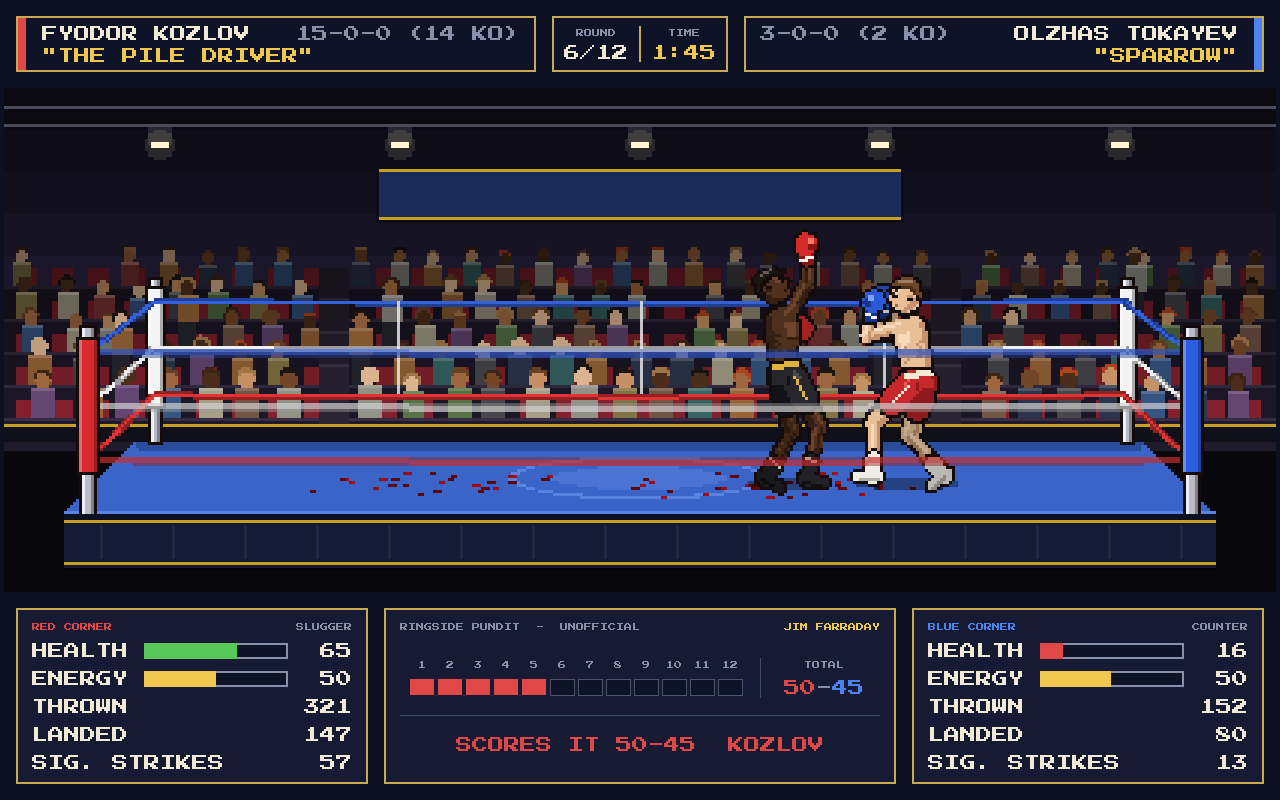 FYODOR KOZLOV 15-0-0 (14 KO)
"THE PILE DRIVER"
ROUND TIME
6/12 1:45
3-0-0 (2 KO) OLZHAS TOKAYEV
"SPARROW"
RED CORNER SLUGGER
HEALTH 65
ENERGY 50
THROWN 321
LANDED 147
SIG. STRIKES 57
RINGSIDE PUNDIT - UNOFFICIAL JIM FARRADAY
1 2 3 4 5 6 7 8 9 10 11 12 TOTAL
50-45
SCORES IT 50-45 KOZLOV
BLUE CORNER COUNTER
HEALTH 16
ENERGY 50
THROWN 152
LANDED 80
SIG. STRIKES 13